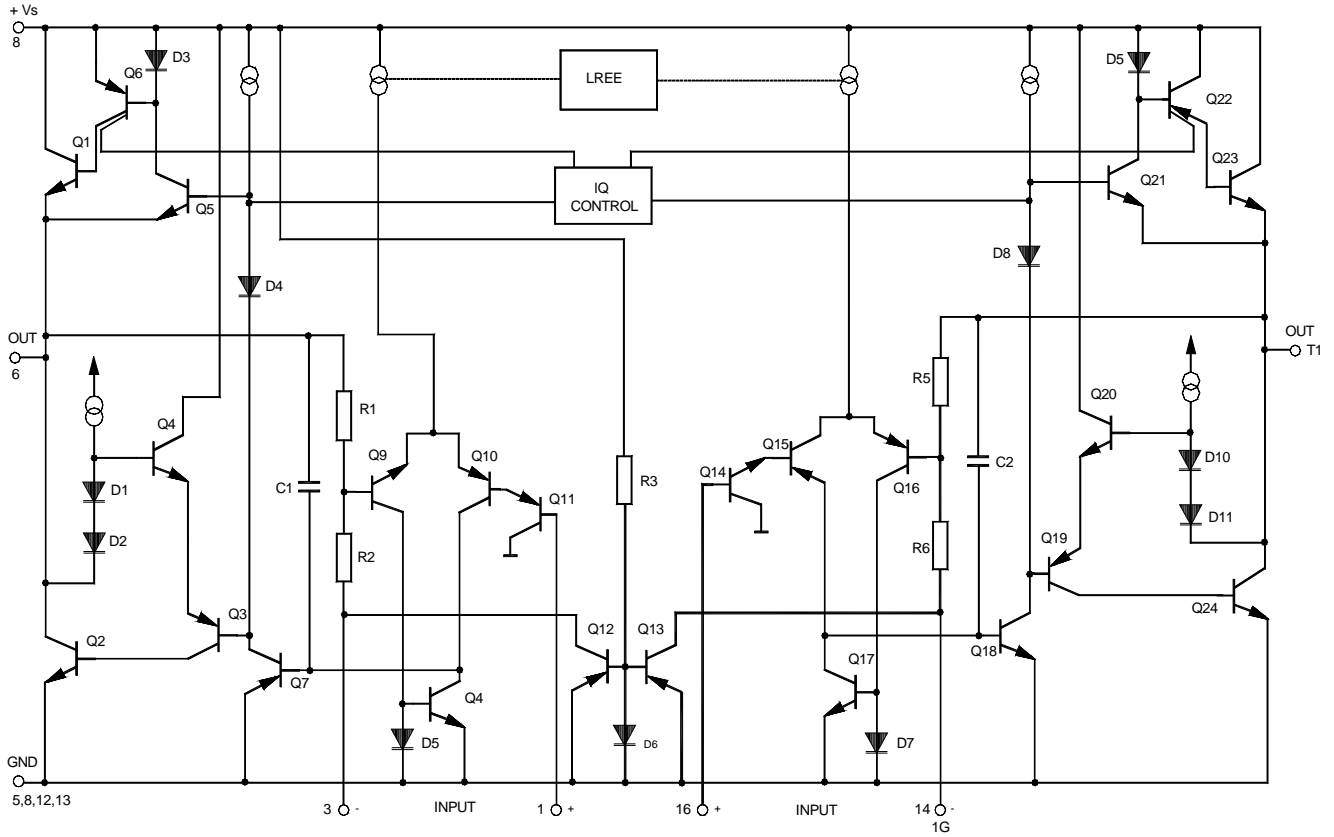 + Vs
8
D3
Q6
Q1
Q5
LREE
IQ
CONTROL
D5
Q22
Q23
Q21
D4
D8
OUT
6
OUT
T1
Q4
D1
D2
C1
R1
R2
Q9
Q10
Q11
R3
Q14
Q15
Q16
R5
R6
C2
Q20
D10
D11
Q19
Q24
Q3
Q2
Q7
Q4
D5
Q12
Q13
D6
Q17
Q18
D7
GND
5,8,12,13
3 -
INPUT
1 +
16 +
INPUT
14 -
1G